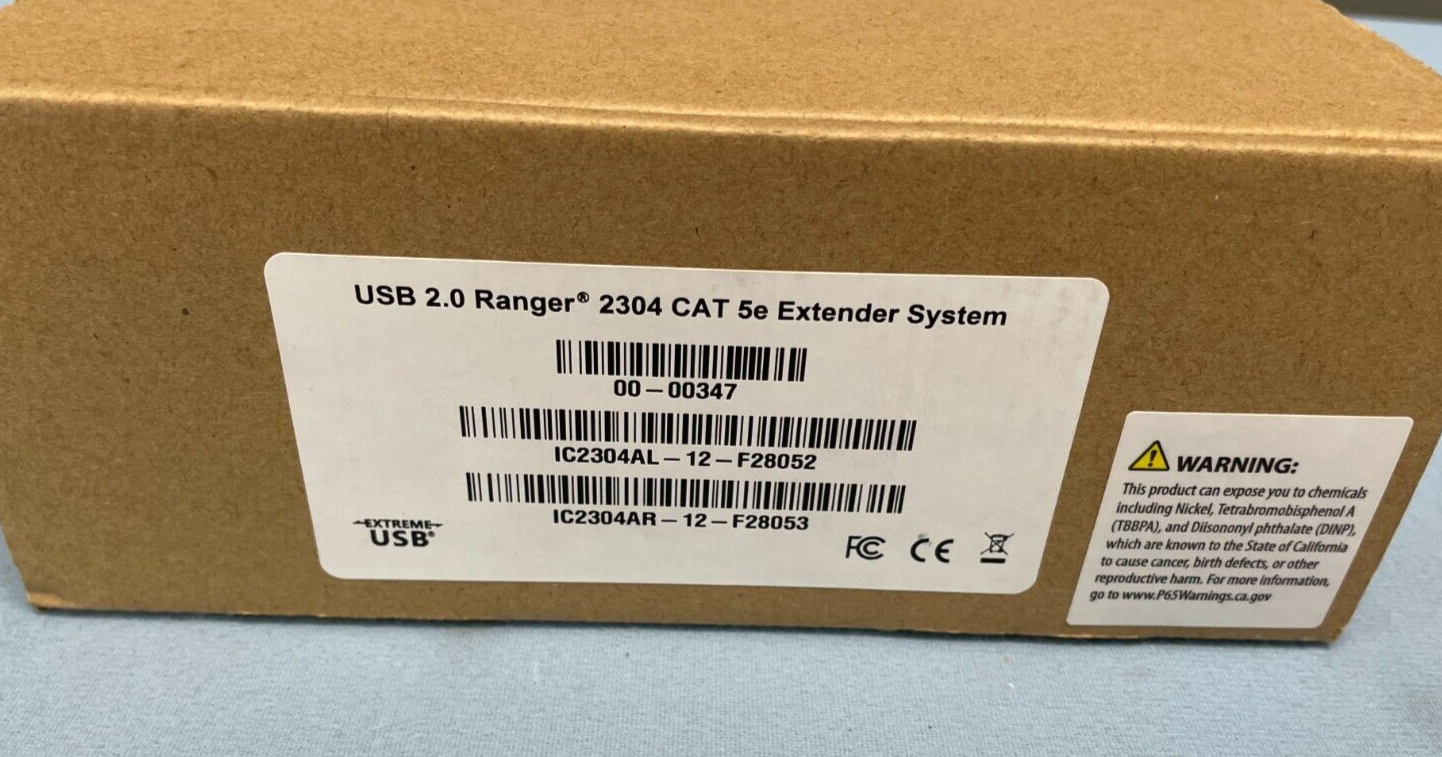 USB 2.0 Ranger® 2304 CAT 5e Extender System
00-00347
IC2304AL-12-F28052
IC2304AR-12-F28053
EXTREME
USB®
FC CE
WARNING:
This product can expose you to chemicals
including Nickel, Tetrabromobisphenol A
(TBBPA), and Diisononyl phthalate (DINP),
which are known to the State of California
to cause cancer, birth defects, or other
reproductive harm. For more information,
go to www.P65Warnings.ca.gov